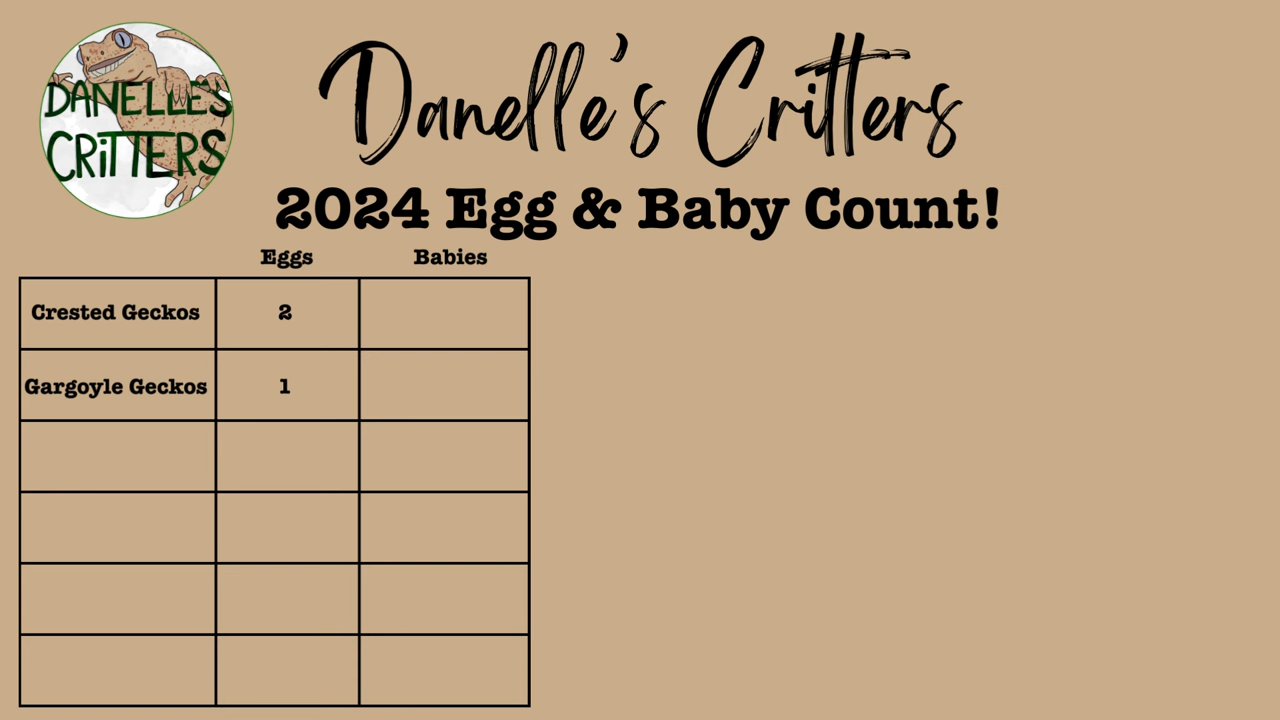 DANELLE'S
CRiTTERS
Danelle's Critters
2024 Egg & Baby Count!
Eggs Babies
Crested Geckos 2
Gargoyle Geckos 1